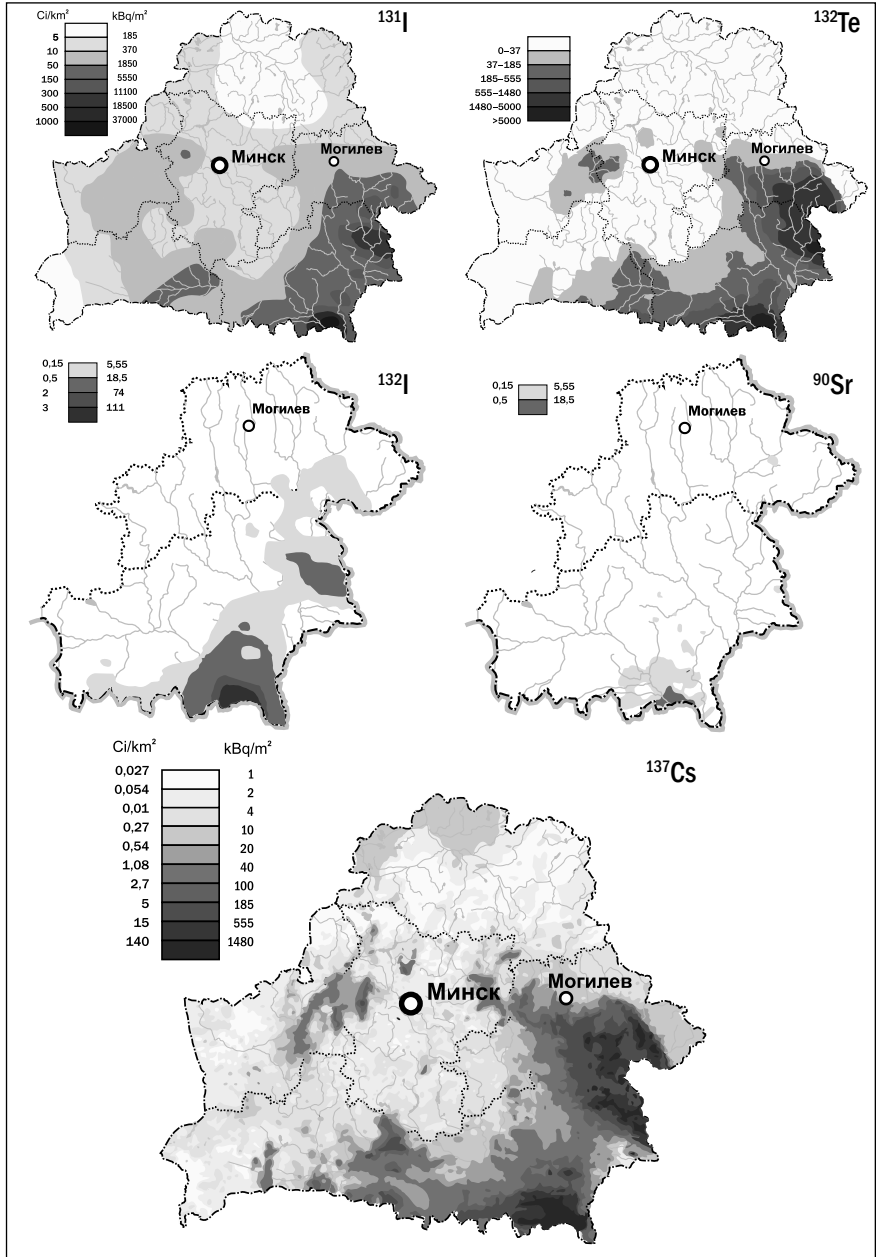 Ci/km² kBq/m²
5 185
10 370
50 1850
150 5550
300 11100
500 18500
1000 37000
¹³¹I
Минск
Могилев
¹³²Te
0–37
37–185
185–555
555–1480
1480–5000
>5000
Минск
Могилев
0,15 5,55
0,5 18,5
2 74
3 111
¹³²I
Могилев
0,15 5,55
0,5 18,5
⁹⁰Sr
Могилев
Ci/km² kBq/m²
0,027 1
0,054 2
0,01 4
0,27 10
0,54 20
1,08 40
2,7 100
5 185
15 555
140 1480
¹³⁷Cs
Минск
Могилев